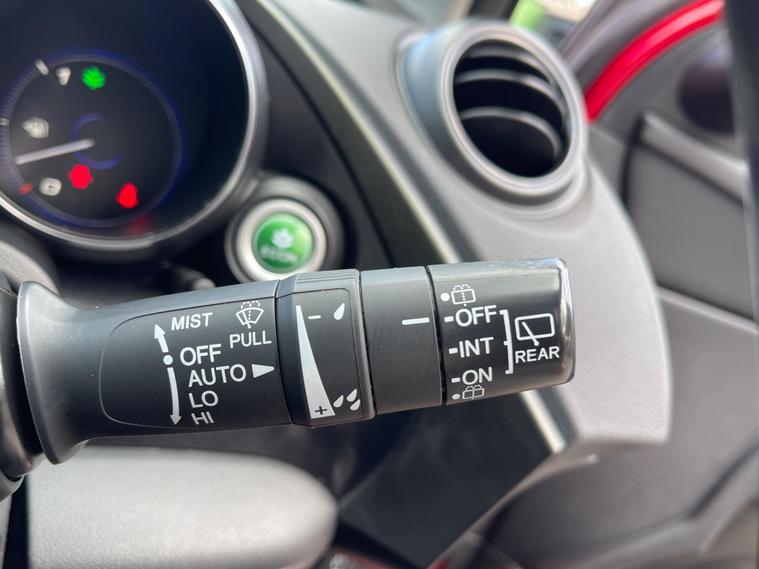 MIST
PULL
OFF
AUTO
LO
HI
-
+
OFF
INT
ON
REAR
ECON